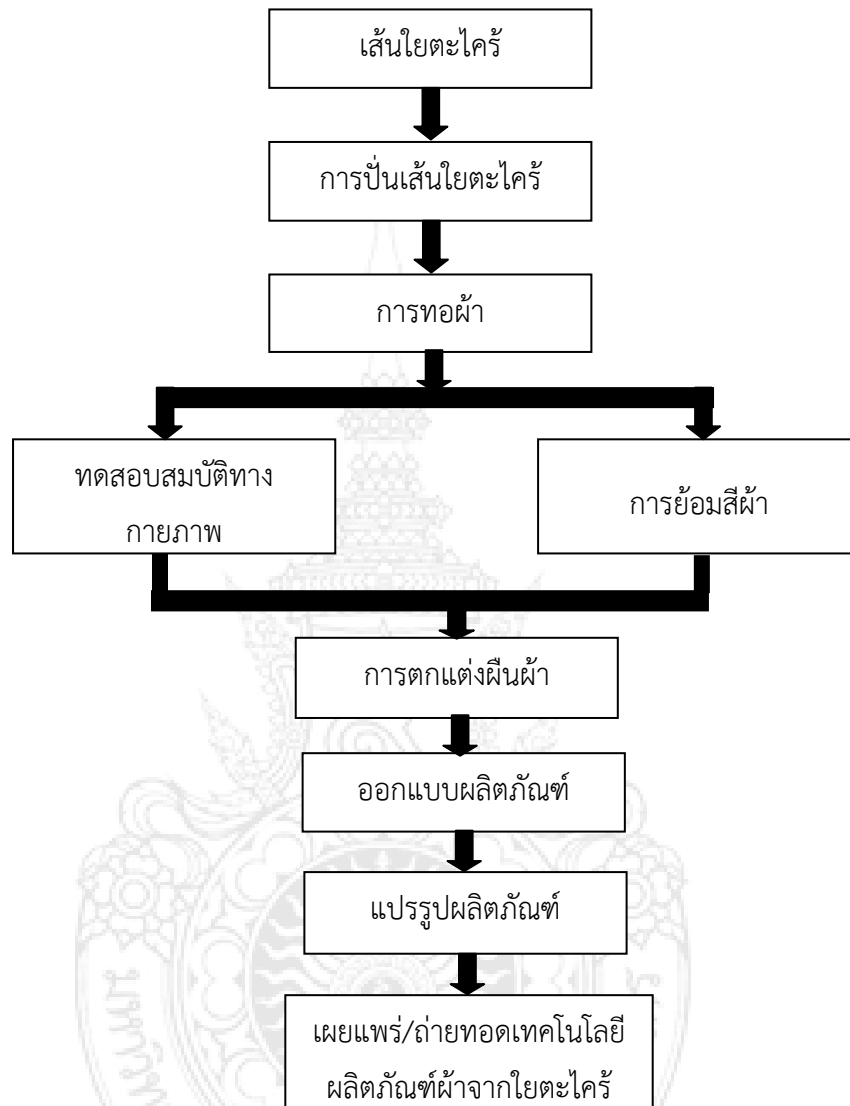 เส้นใยตะไคร้
การปั่นเส้นใยตะไคร้
การทอผ้า
ทดสอบสมบัติทาง
กายภาพ
การย้อมสีผ้า
การตกแต่งผืนผ้า
ออกแบบผลิตภัณฑ์
แปรรูปผลิตภัณฑ์
เผยแพร่/ถ่ายทอดเทคโนโลยี
ผลิตภัณฑ์ผ้าจากใยตะไคร้